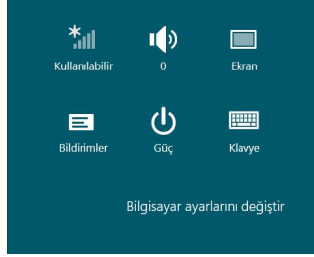 Kullanılabilir 0 Ekran
Bildirimler Güç Klavye
Bilgisayar ayarlarını değiştir